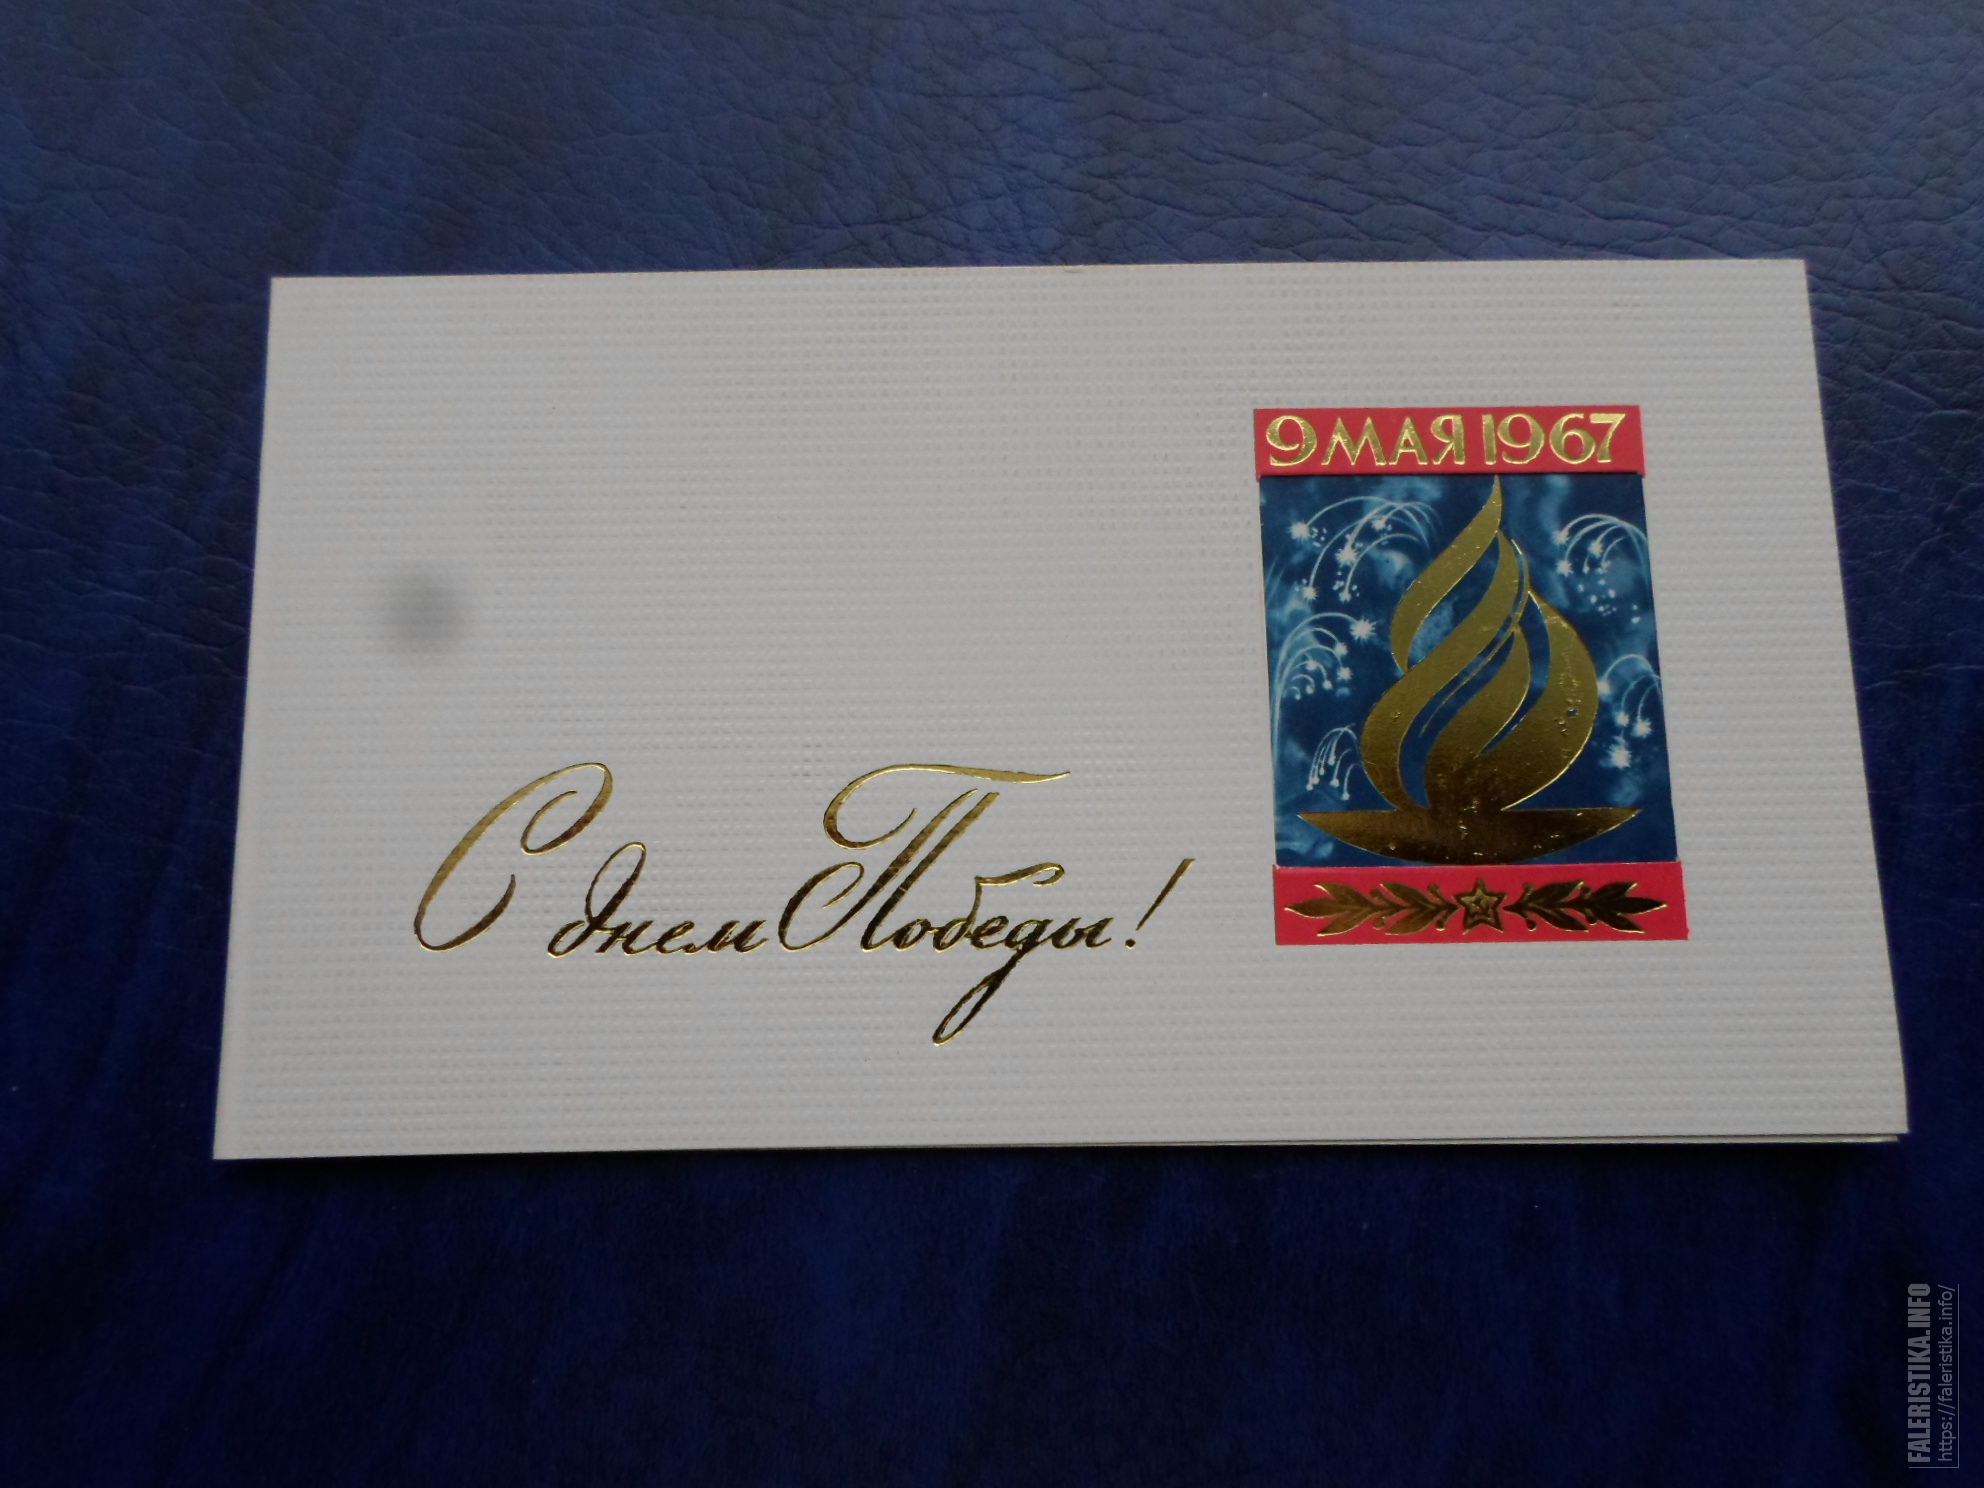 9 МАЯ 1967
С днем Победы!
FALERISTIKA.INFO
https://faleristika.info/